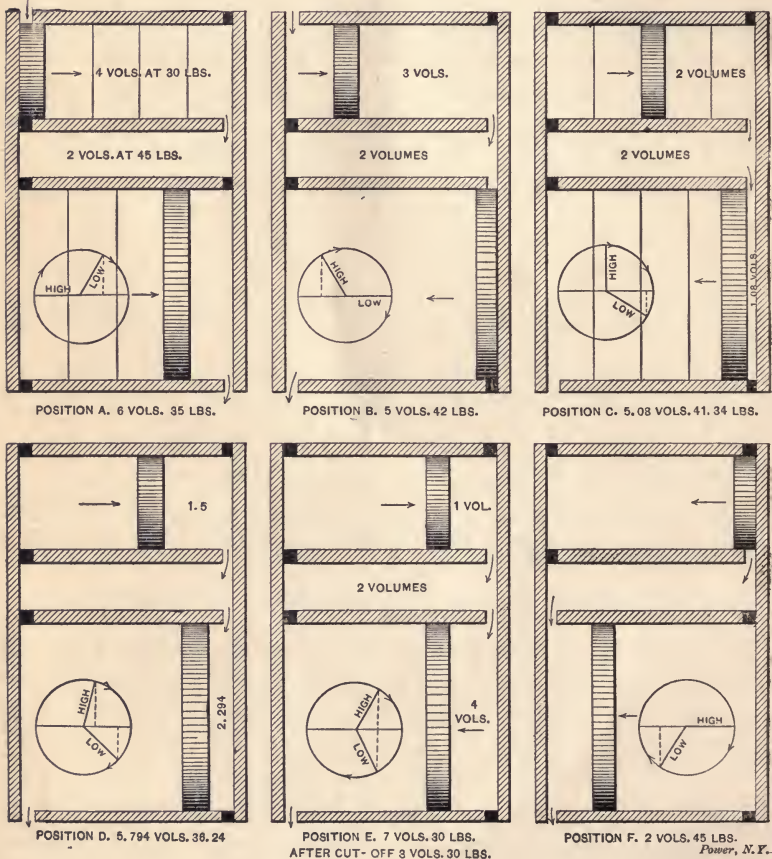 4 VOLS. AT 30 LBS.
2 VOLS. AT 45 LBS.
HIGH
LOW
POSITION A. 6 VOLS. 35 LBS.
3 VOLS.
2 VOLUMES
HIGH
LOW
POSITION B. 5 VOLS. 42 LBS.
2 VOLUMES
2 VOLUMES
HIGH
LOW
1.08 VOLS.
POSITION C. 5.08 VOLS. 41.34 LBS.
1.5
HIGH
LOW
2.294
POSITION D. 5.794 VOLS. 36.24
1 VOL.
2 VOLUMES
HIGH
LOW
4
VOLS.
POSITION E. 7 VOLS. 30 LBS.
AFTER CUT-OFF 3 VOLS. 30 LBS.
HIGH
LOW
POSITION F. 2 VOLS. 45 LBS.
Power, N.Y.